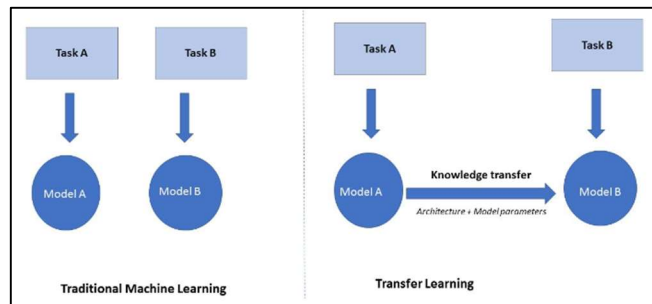 Task A
Task B
Model A
Model B
Traditional Machine Learning
Task A
Task B
Model A
Knowledge transfer
Architecture + Model parameters
Model B
Transfer Learning